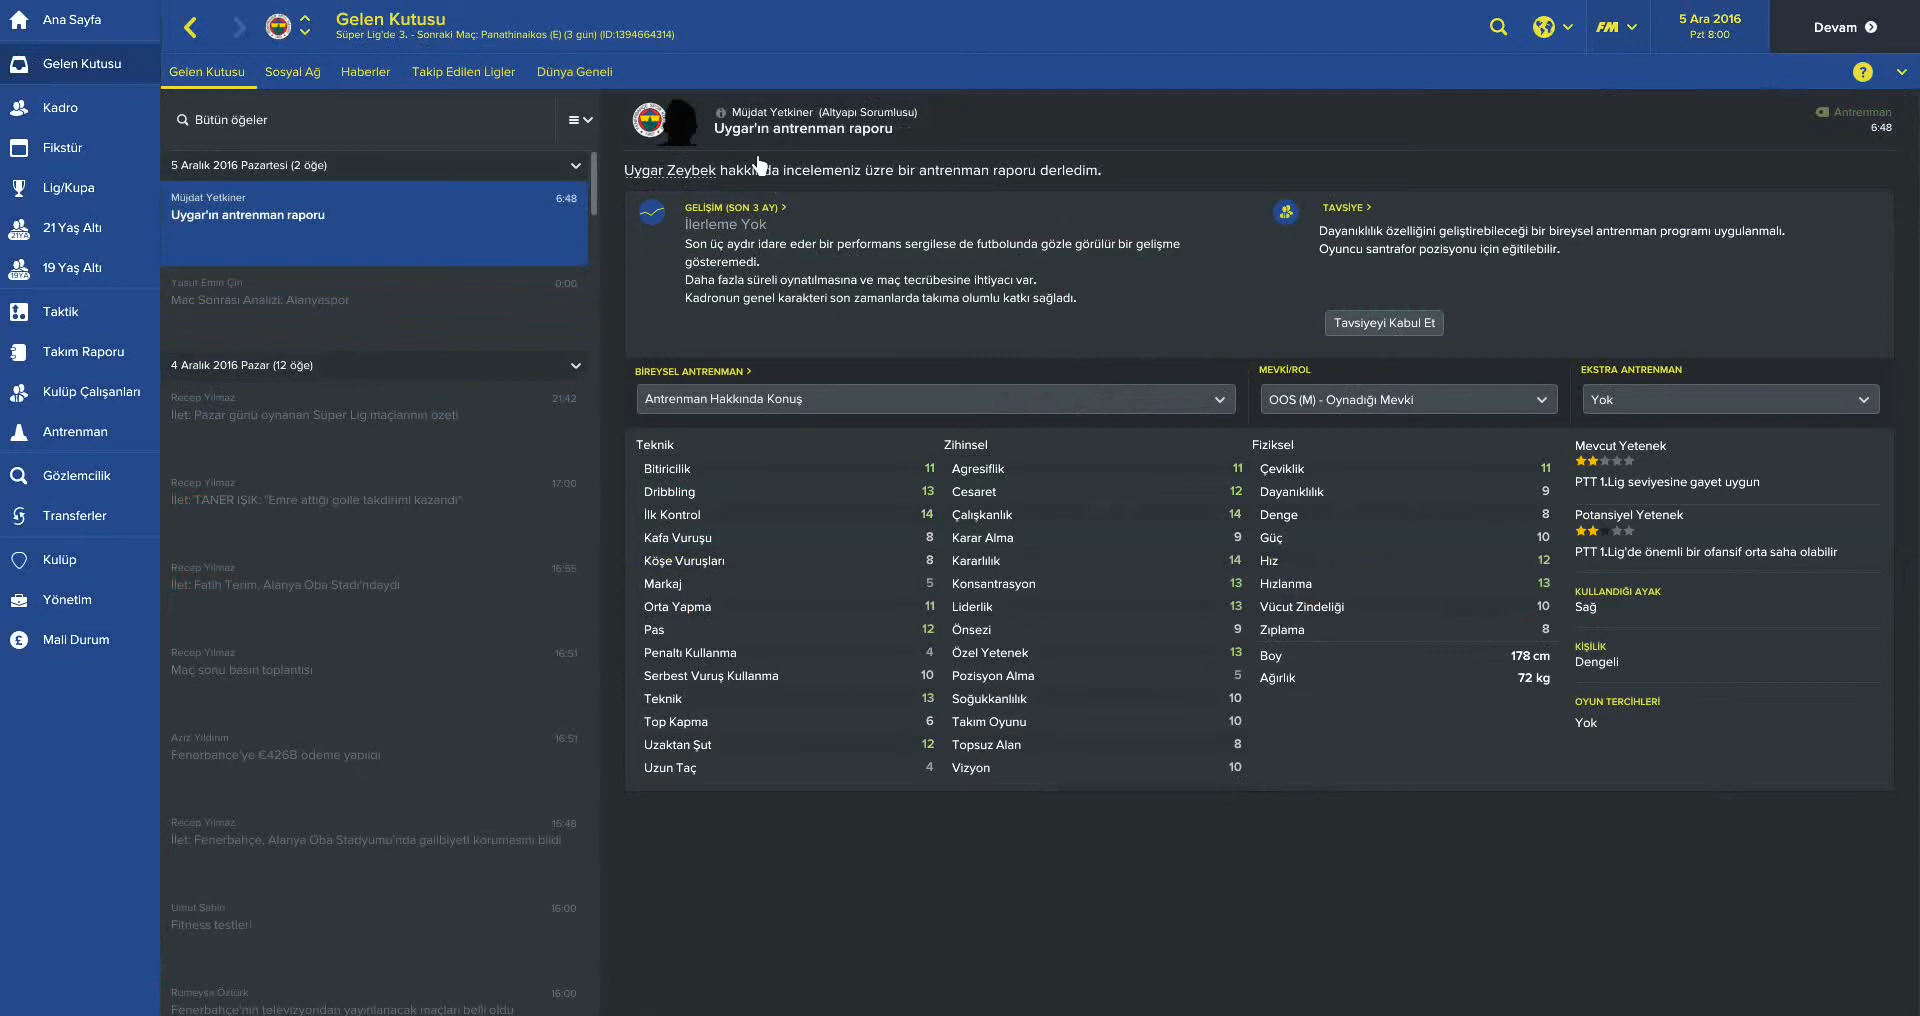 Ana Sayfa
Gelen Kutusu
Kadro
Fikstür
Lig/Kupa
21YA
21 Yaş Altı
19YA
19 Yaş Altı
Taktik
Takım Raporu
Kulüp Çalışanları
Antrenman
Gözlemcilik
Transferler
Kulüp
Yönetim
Mali Durum
Gelen Kutusu
Süper Lig'de 3. - Sonraki Maç: Panathinaikos (E) (3 gün) (ID:1394664314)
FM
5 Ara 2016
Pzt 8:00
Devam
Gelen Kutusu Sosyal Ağ Haberler Takip Edilen Ligler Dünya Geneli
?
Bütün öğeler
5 Aralık 2016 Pazartesi (2 öğe)
Müjdat Yetkiner 6:48
Uygar'ın antrenman raporu
Yusuf Emin Çin 0:00
Maç Sonrası Analizi: Alanyaspor
4 Aralık 2016 Pazar (12 öğe)
Recep Yılmaz 21:42
İlet: Pazar günü oynanan Süper Lig maçlarının özeti
Recep Yılmaz 17:00
İlet: TANER IŞIK: "Emre attığı golle takdirimi kazandı"
Recep Yılmaz 16:55
İlet: Fatih Terim, Alanya Oba Stadı'ndaydı
Recep Yılmaz 16:51
Maç sonu basın toplantısı
Aziz Yıldırım 16:51
Fenerbahçe'ye €426B ödeme yapıldı
Recep Yılmaz 16:48
İlet: Fenerbahçe, Alanya Oba Stadyumu'nda galibiyeti korumasını bildi
Umut Şahin 16:00
Fitness testleri
Rumeysa Öztürk 16:00
Fenerbahçe'nin televizyondan yayınlanacak maçları belli oldu
Müjdat Yetkiner (Altyapı Sorumlusu)
Uygar'ın antrenman raporu
Antrenman
6:48
Uygar Zeybek hakkında incelemeniz üzre bir antrenman raporu derledim.
GELİŞİM (SON 3 AY) >
İlerleme Yok
Son üç aydır idare eder bir performans sergilese de futbolunda gözle görülür bir gelişme
gösteremedi.
Daha fazla süreli oynatılmasına ve maç tecrübesine ihtiyacı var.
Kadronun genel karakteri son zamanlarda takıma olumlu katkı sağladı.
TAVSİYE >
Dayanıklılık özelliğini geliştirebileceği bir bireysel antrenman programı uygulanmalı.
Oyuncu santrafor pozisyonu için eğitilebilir.
Tavsiyeyi Kabul Et
BİREYSEL ANTRENMAN >
Antrenman Hakkında Konuş
MEVKİ/ROL
OOS (M) - Oynadığı Mevki
EKSTRA ANTRENMAN
Yok
Teknik
Bitiricilik 11
Dribbling 13
İlk Kontrol 14
Kafa Vuruşu 8
Köşe Vuruşları 8
Markaj 5
Orta Yapma 11
Pas 12
Penaltı Kullanma 4
Serbest Vuruş Kullanma 10
Teknik 13
Top Kapma 6
Uzaktan Şut 12
Uzun Taç 4
Zihinsel
Agresiflik 11
Cesaret 12
Çalışkanlık 14
Karar Alma 9
Kararlılık 14
Konsantrasyon 13
Liderlik 13
Önsezi 9
Özel Yetenek 13
Pozisyon Alma 5
Soğukkanlılık 10
Takım Oyunu 10
Topsuz Alan 8
Vizyon 10
Fiziksel
Çeviklik 11
Dayanıklılık 9
Denge 8
Güç 10
Hız 12
Hızlanma 13
Vücut Zindeliği 10
Zıplama 8
Boy 178 cm
Ağırlık 72 kg
Mevcut Yetenek
PTT 1.Lig seviyesine gayet uygun
Potansiyel Yetenek
PTT 1.Lig'de önemli bir ofansif orta saha olabilir
KULLANDIĞI AYAK
Sağ
KİŞİLİK
Dengeli
OYUN TERCİHLERİ
Yok